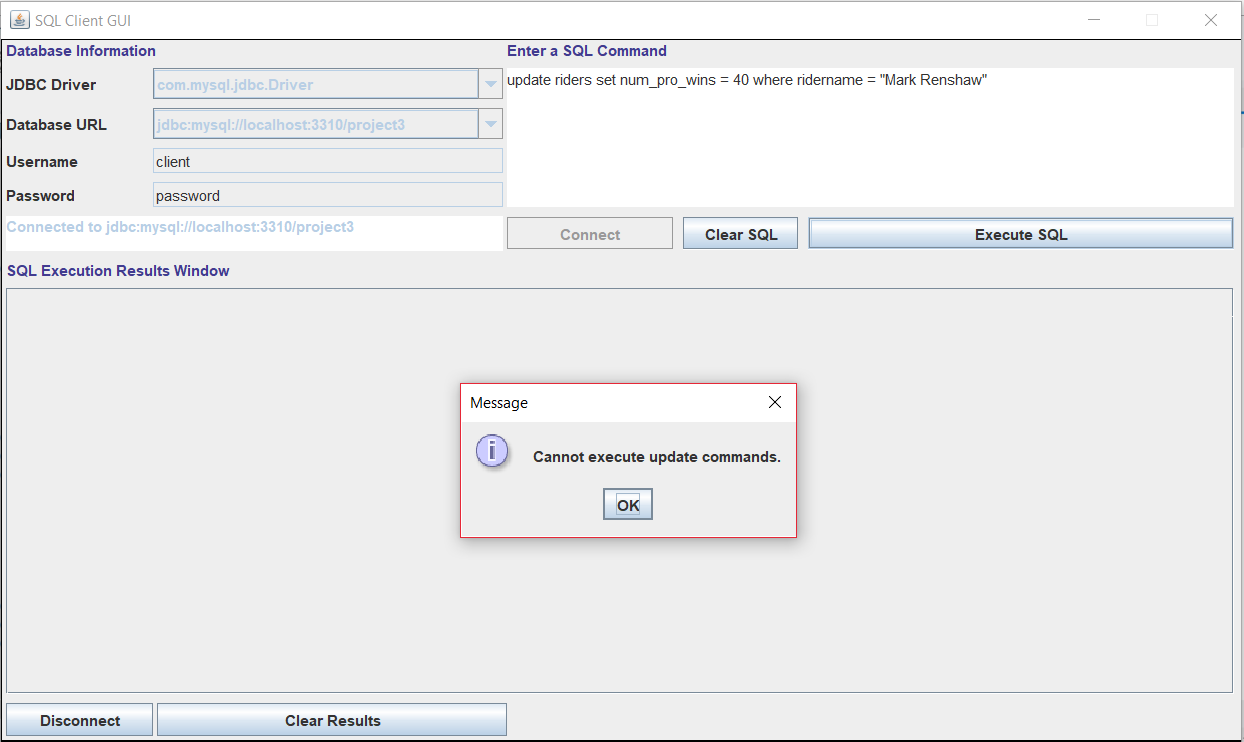 SQL Client GUI
Database Information
JDBC Driver
com.mysql.jdbc.Driver
Database URL
jdbc:mysql://localhost:3310/project3
Username
client
Password
password
Connected to jdbc:mysql://localhost:3310/project3
Enter a SQL Command
update riders set num_pro_wins = 40 where ridername = "Mark Renshaw"
Connect
Clear SQL
Execute SQL
SQL Execution Results Window
Message
i
Cannot execute update commands.
OK
Disconnect
Clear Results